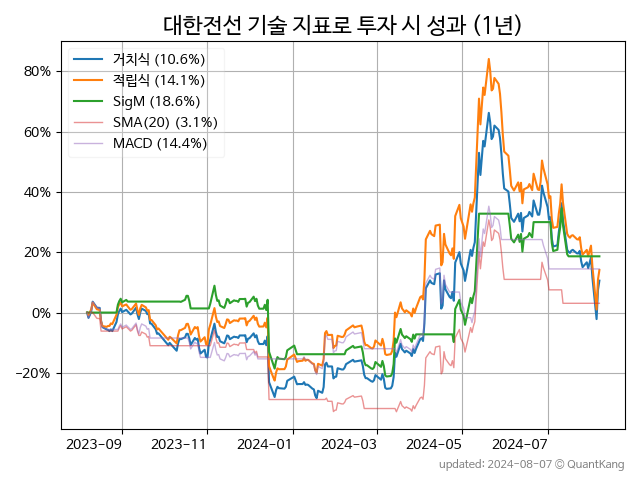 대한전선 기술 지표로 투자 시 성과 (1년)
거치식 (10.6%)
적립식 (14.1%)
SigM (18.6%)
SMA(20) (3.1%)
MACD (14.4%)
80%
60%
40%
20%
0%
−20%
2023-09
2023-11
2024-01
2024-03
2024-05
2024-07
updated: 2024-08-07 ⓒ QuantKang